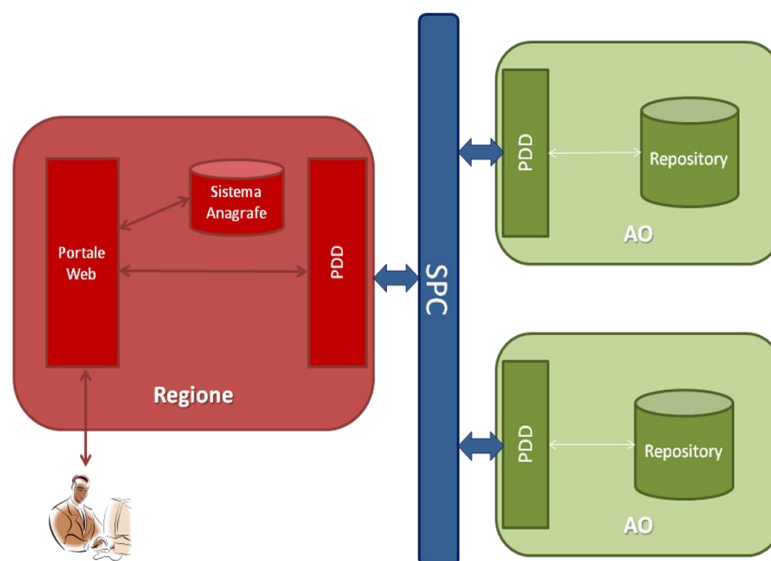 Sistema
Anagrafe
Portale
Web
PDD
Regione
SPC
PDD
Repository
AO
PDD
Repository
AO